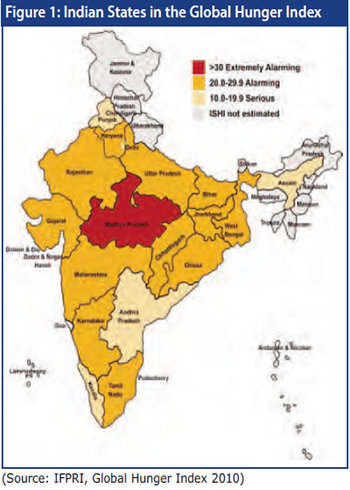 Figure 1: Indian States in the Global Hunger Index
>30 Extremely Alarming
20.0-29.9 Alarming
10.0-19.9 Serious
ISHI not estimated
Jammu &
Kashmir
Himachal
Pradesh
Chandigarh
Punjab
Uttarakhand
Haryana
Delhi
Arunachal
Pradesh
Sikkim
Rajasthan
Uttar Pradesh
Assam
Nagaland
Bihar
Meghalaya
Manipur
Jharkhand
Tripura
Mizoram
Gujarat
Madhya Pradesh
West
Bengal
Chhattisgarh
Daman & Diu
Dadra & Nagar
Haveli
Orissa
Maharashtra
Andhra
Pradesh
Goa
Karnataka
Andaman & Nicobar
Lakshadweep
Puducherry
Kerala
Tamil
Nadu
(Source: IFPRI, Global Hunger Index 2010)